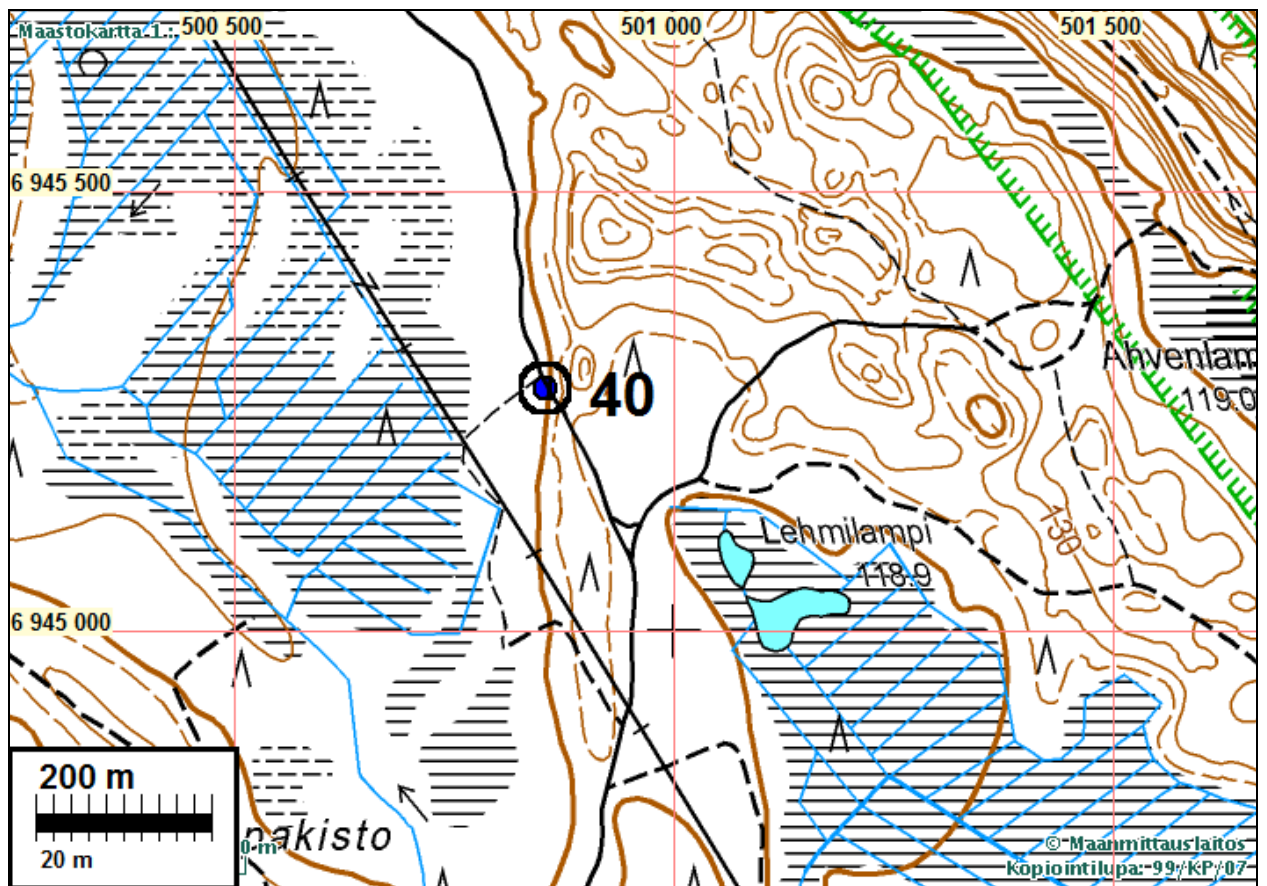 Maastokartta 1:
500 500
501 000
501 500
6 945 500
40
Ahvenlam
119.0
Lehmilampi
118.9
130
6 945 000
200 m
20 m
nakisto
0 m
© Maanmittauslaitos
Kopiointilupa: 99/KP/07